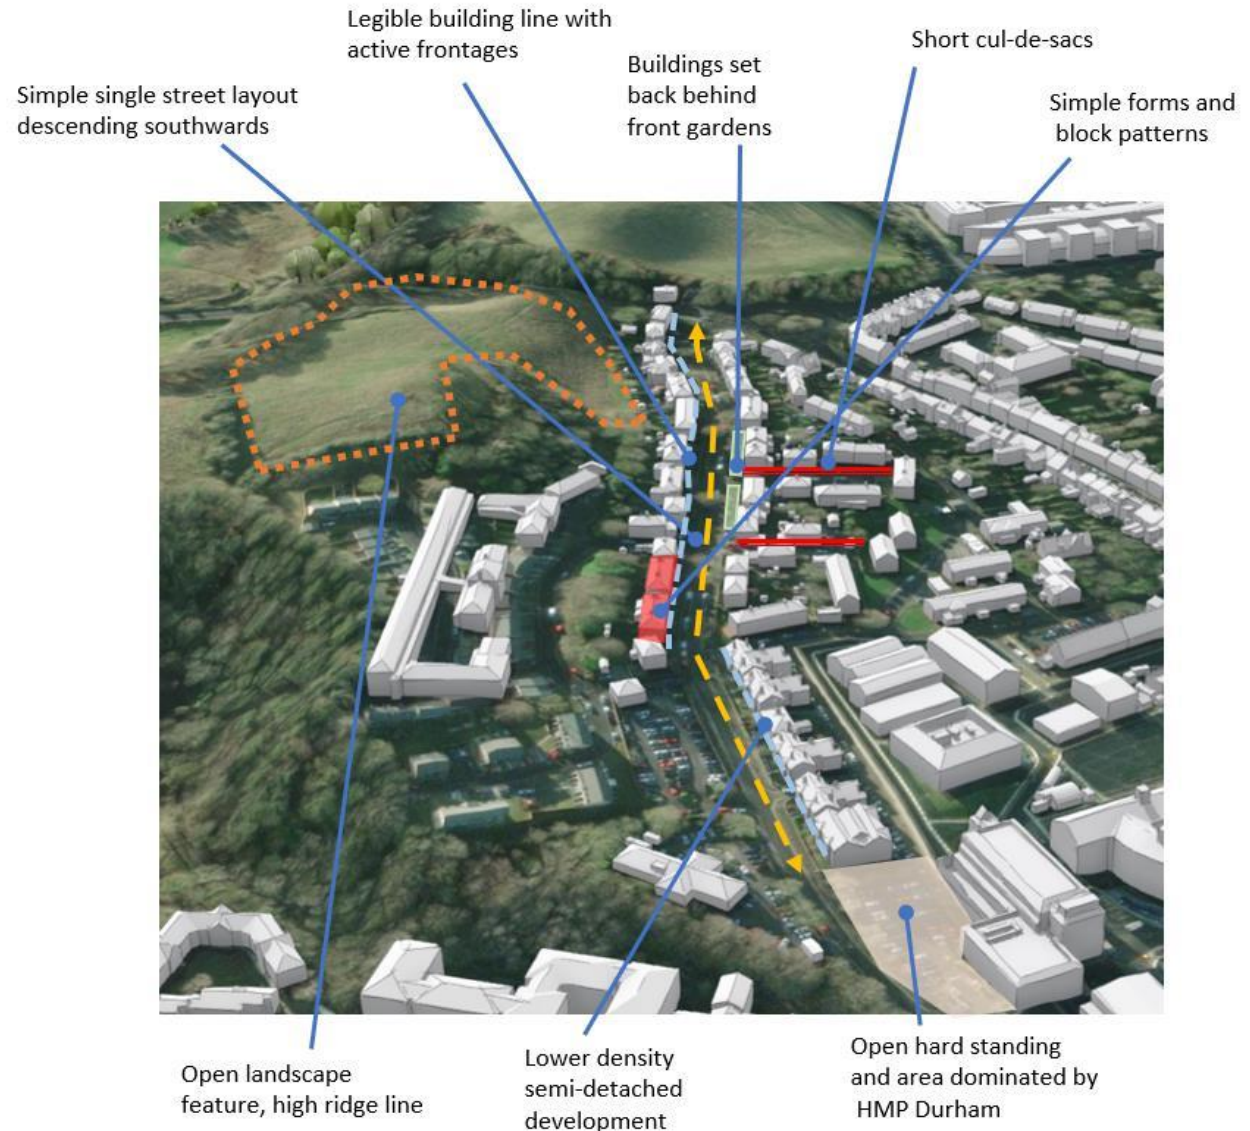 Legible building line with
active frontages
Short cul-de-sacs
Buildings set
back behind
front gardens
Simple single street layout
descending southwards
Simple forms and
block patterns
Open landscape
feature, high ridge line
Lower density
semi-detached
development
Open hard standing
and area dominated by
HMP Durham